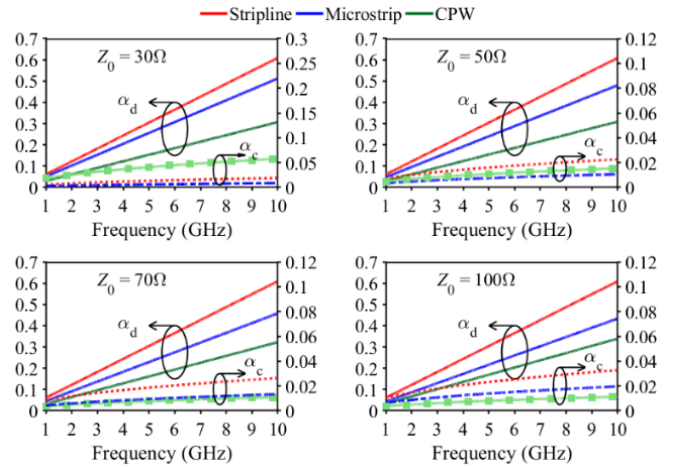 Stripline Microstrip CPW
Z0 = 30Ω
0.7 0.6 0.5 0.4 0.3 0.2 0.1 0
0.3 0.25 0.2 0.15 0.1 0.05 0
αd
αc
1 2 3 4 5 6 7 8 9 10
Frequency (GHz)
Z0 = 50Ω
0.7 0.6 0.5 0.4 0.3 0.2 0.1 0
0.12 0.1 0.08 0.06 0.04 0.02 0
αd
αc
1 2 3 4 5 6 7 8 9 10
Frequency (GHz)
Z0 = 70Ω
0.7 0.6 0.5 0.4 0.3 0.2 0.1 0
0.12 0.1 0.08 0.06 0.04 0.02 0
αd
αc
1 2 3 4 5 6 7 8 9 10
Frequency (GHz)
Z0 = 100Ω
0.7 0.6 0.5 0.4 0.3 0.2 0.1 0
0.12 0.1 0.08 0.06 0.04 0.02 0
αd
αc
1 2 3 4 5 6 7 8 9 10
Frequency (GHz)